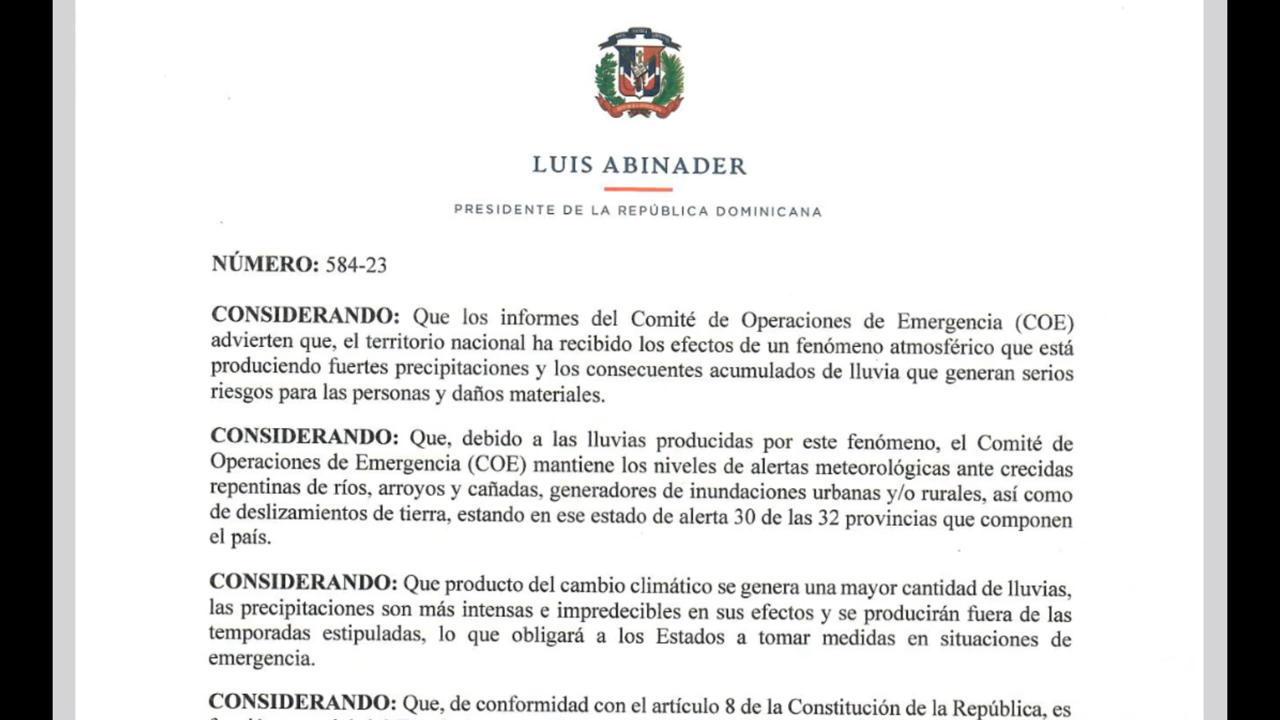 LUIS ABINADER
PRESIDENTE DE LA REPÚBLICA DOMINICANA
NÚMERO: 584-23
CONSIDERANDO: Que los informes del Comité de Operaciones de Emergencia (COE)
advierten que, el territorio nacional ha recibido los efectos de un fenómeno atmosférico que está
produciendo fuertes precipitaciones y los consecuentes acumulados de lluvia que generan serios
riesgos para las personas y daños materiales.
CONSIDERANDO: Que, debido a las lluvias producidas por este fenómeno, el Comité de
Operaciones de Emergencia (COE) mantiene los niveles de alertas meteorológicas ante crecidas
repentinas de ríos, arroyos y cañadas, generadores de inundaciones urbanas y/o rurales, así como
de deslizamientos de tierra, estando en ese estado de alerta 30 de las 32 provincias que componen
el país.
CONSIDERANDO: Que producto del cambio climático se genera una mayor cantidad de lluvias,
las precipitaciones son más intensas e impredecibles en sus efectos y se producirán fuera de las
temporadas estipuladas, lo que obligará a los Estados a tomar medidas en situaciones de
emergencia.
CONSIDERANDO: Que, de conformidad con el artículo 8 de la Constitución de la República, es